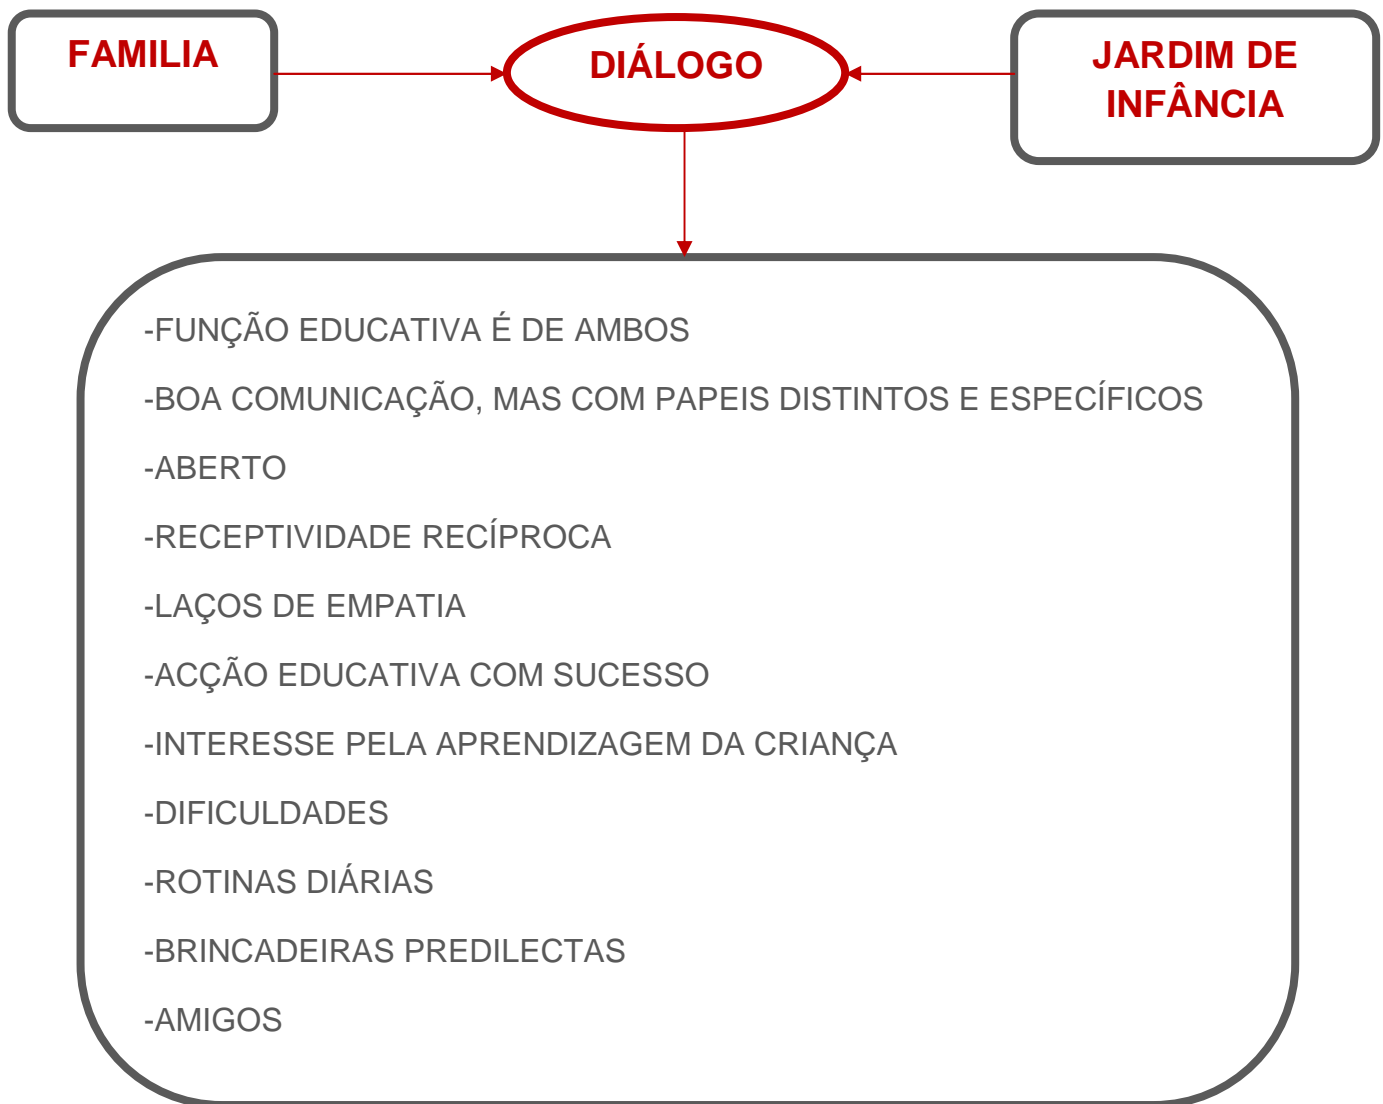 FAMILIA
DIÁLOGO
JARDIM DE
INFÂNCIA
-FUNÇÃO EDUCATIVA É DE AMBOS
-BOA COMUNICAÇÃO, MAS COM PAPEIS DISTINTOS E ESPECÍFICOS
-ABERTO
-RECEPTIVIDADE RECÍPROCA
-LAÇOS DE EMPATIA
-ACÇÃO EDUCATIVA COM SUCESSO
-INTERESSE PELA APRENDIZAGEM DA CRIANÇA
-DIFICULDADES
-ROTINAS DIÁRIAS
-BRINCADEIRAS PREDILECTAS
-AMIGOS